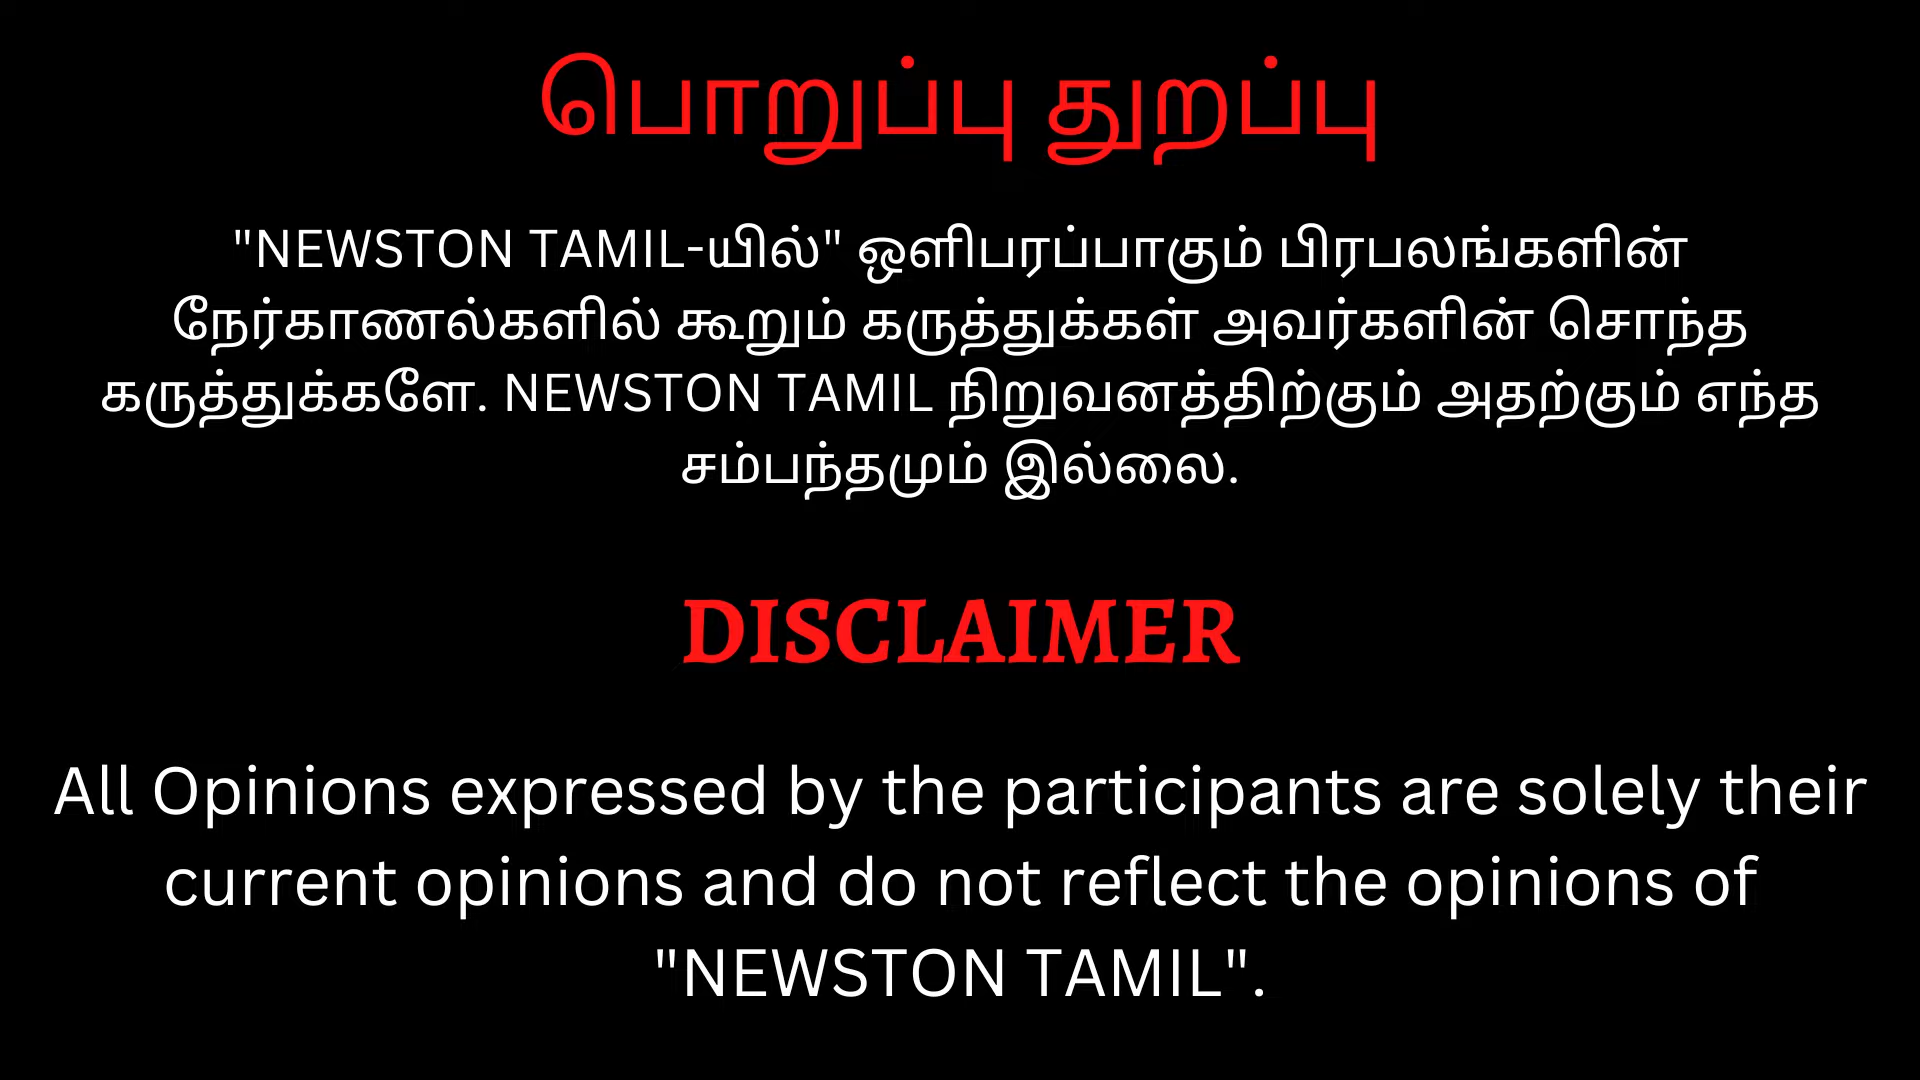 பொறுப்பு துறப்பு
"NEWSTON TAMIL-யில்" ஒளிபரப்பாகும் பிரபலங்களின்
நேர்காணல்களில் கூறும் கருத்துக்கள் அவர்களின் சொந்த
கருத்துக்களே. NEWSTON TAMIL நிறுவனத்திற்கும் அதற்கும் எந்த
சம்பந்தமும் இல்லை.
DISCLAIMER
All Opinions expressed by the participants are solely their
current opinions and do not reflect the opinions of
"NEWSTON TAMIL".